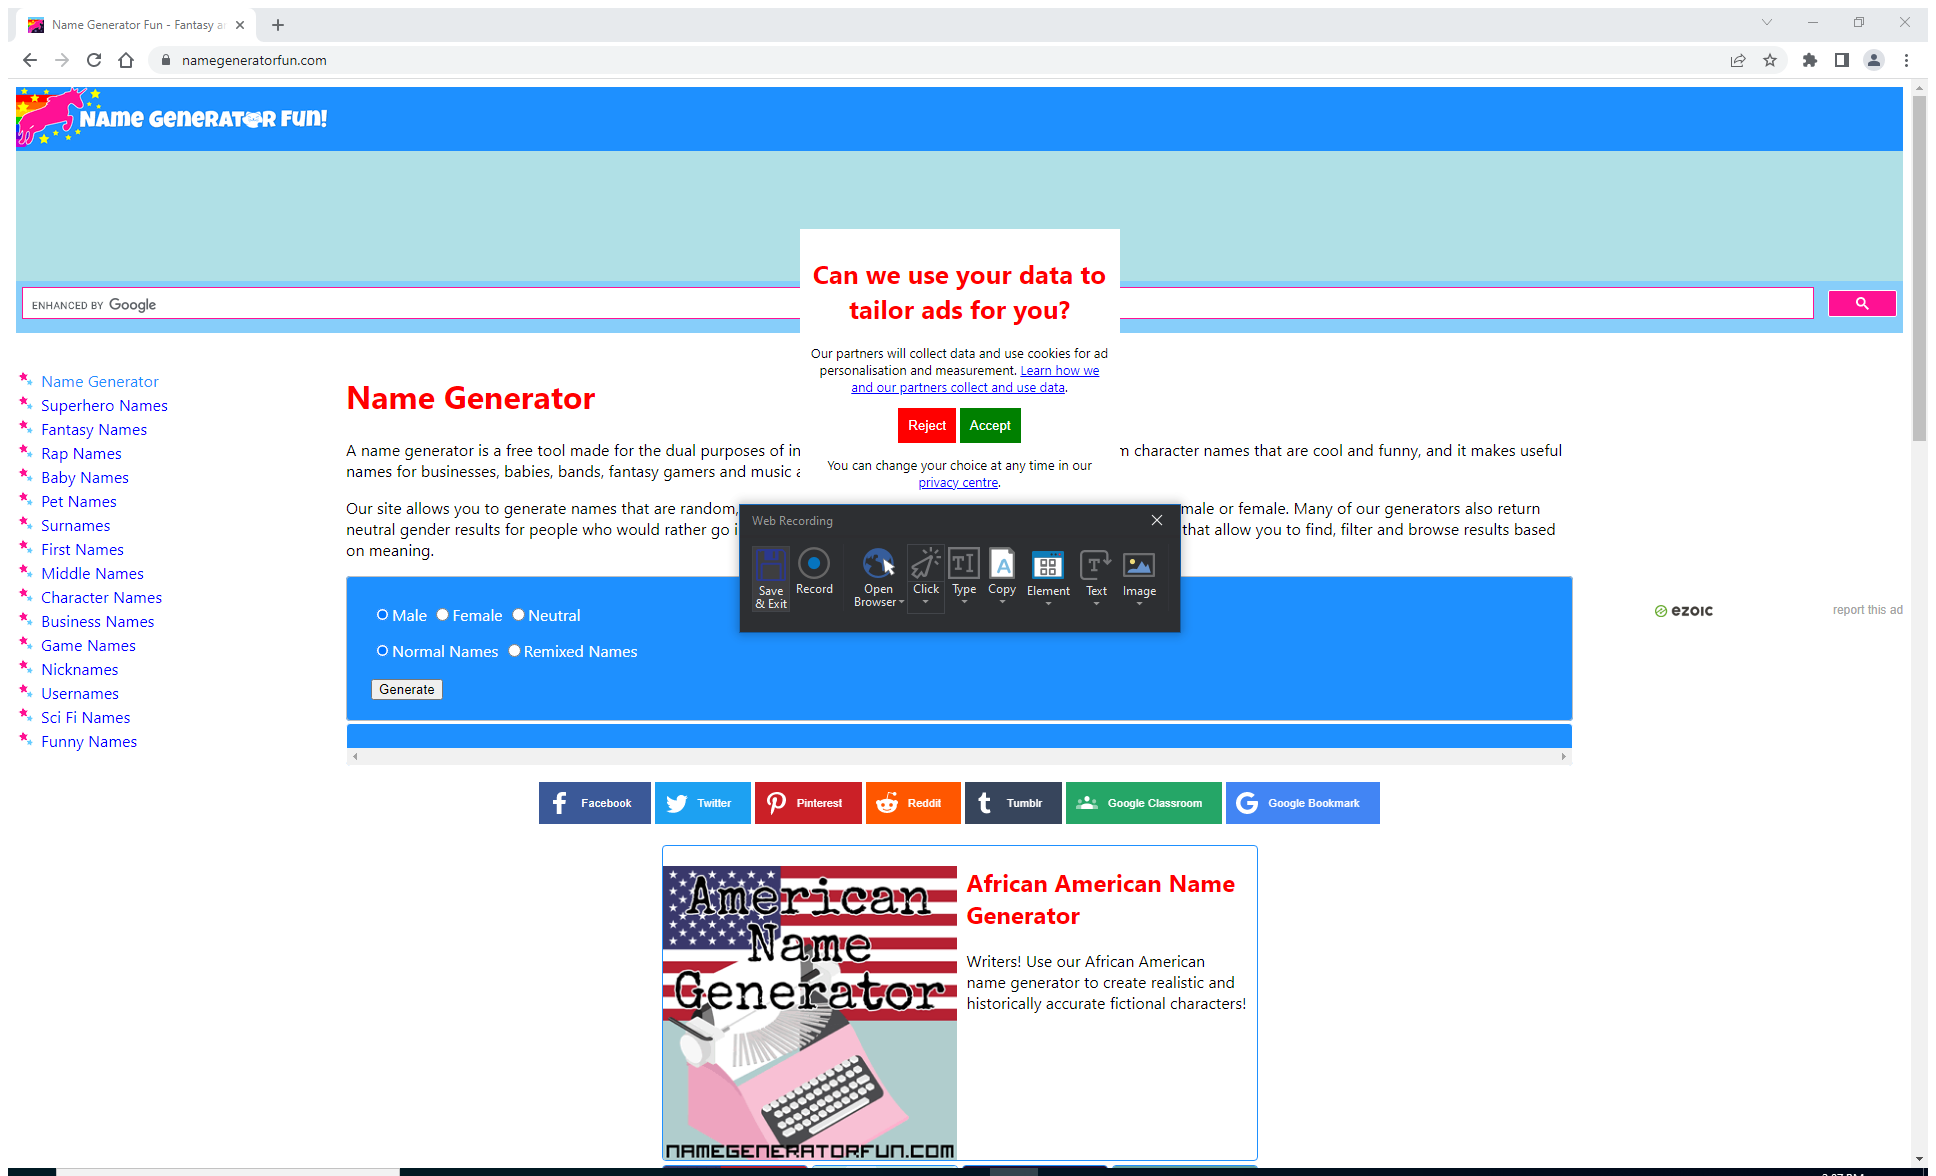 Name Generator Fun - Fantasy a
namegeneratorfun.com
NAME GENERATOR FUN!
Can we use your data to
tailor ads for you?
ENHANCED BY Google
Our partners will collect data and use cookies for ad
personalisation and measurement. Learn how we
and our partners collect and use data.
Reject Accept
You can change your choice at any time in our
privacy centre.
Name Generator
Superhero Names
Fantasy Names
Rap Names
Baby Names
Pet Names
Surnames
First Names
Middle Names
Character Names
Business Names
Game Names
Nicknames
Usernames
Sci Fi Names
Funny Names
Name Generator
A name generator is a free tool made for the dual purposes of in m character names that are cool and funny, and it makes useful
names for businesses, babies, bands, fantasy gamers and music a
Our site allows you to generate names that are random, male or female. Many of our generators also return
neutral gender results for people who would rather go i that allow you to find, filter and browse results based
on meaning.
Web Recording
Save
& Exit
Record
Open
Browser
Click
Type
Copy
Element
Text
Image
Male Female Neutral
Normal Names Remixed Names
Generate
ezoic
report this ad
Facebook Twitter Pinterest Reddit Tumblr Google Classroom Google Bookmark
American
Name
Generator
NAMEGENERATORFUN.COM
African American Name
Generator
Writers! Use our African American
name generator to create realistic and
historically accurate fictional characters!